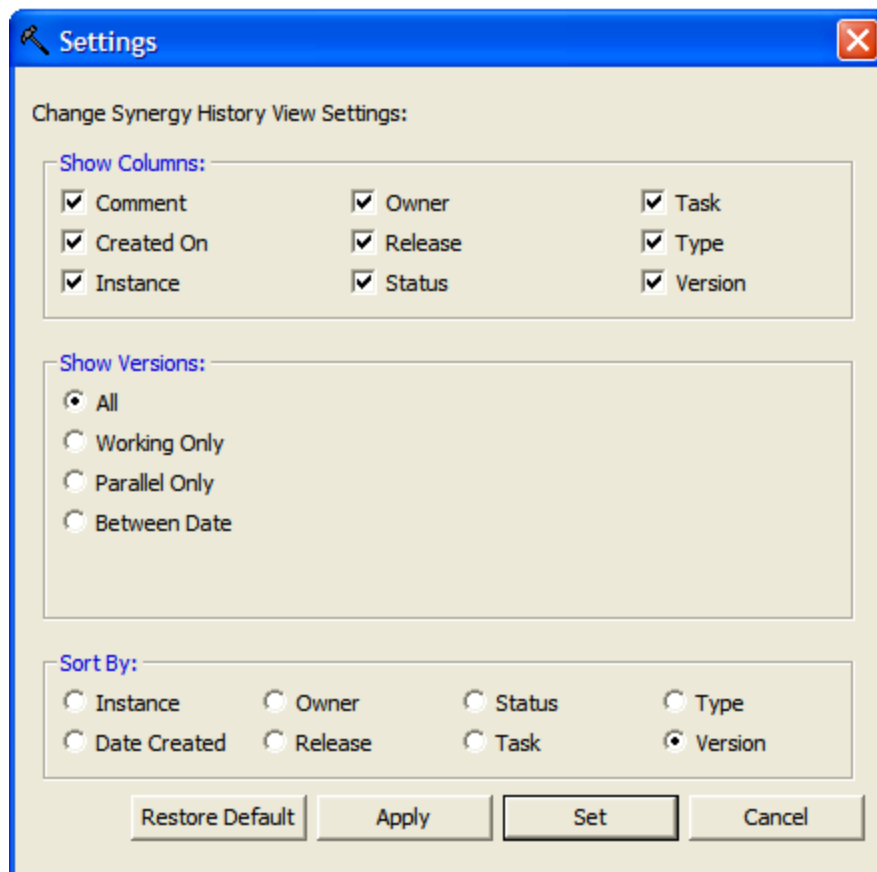 Settings
Change Synergy History View Settings:
Show Columns:
Comment Owner Task
Created On Release Type
Instance Status Version
Show Versions:
All
Working Only
Parallel Only
Between Date
Sort By:
Instance Owner Status Type
Date Created Release Task Version
Restore Default Apply Set Cancel